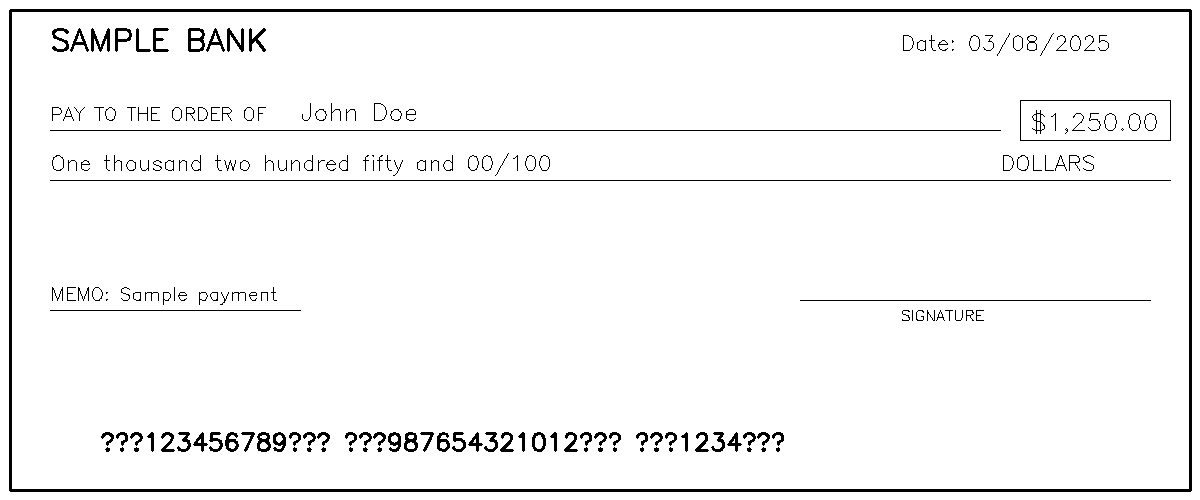 SAMPLE BANK Date: 03/08/2025
PAY TO THE ORDER OF John Doe $1,250.00
One thousand two hundred fifty and 00/100 DOLLARS
MEMO: Sample payment
SIGNATURE
???123456789??? ???987654321012??? ???1234???